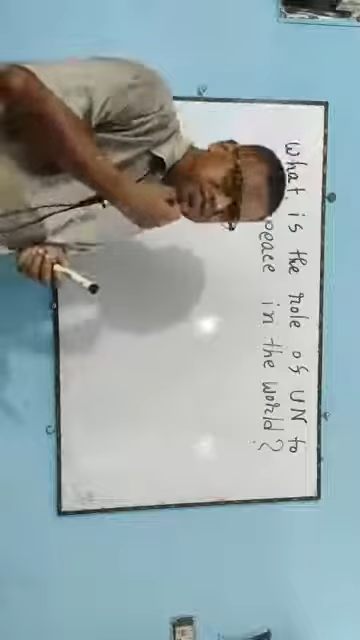 What is the role of UN to
peace in the world?